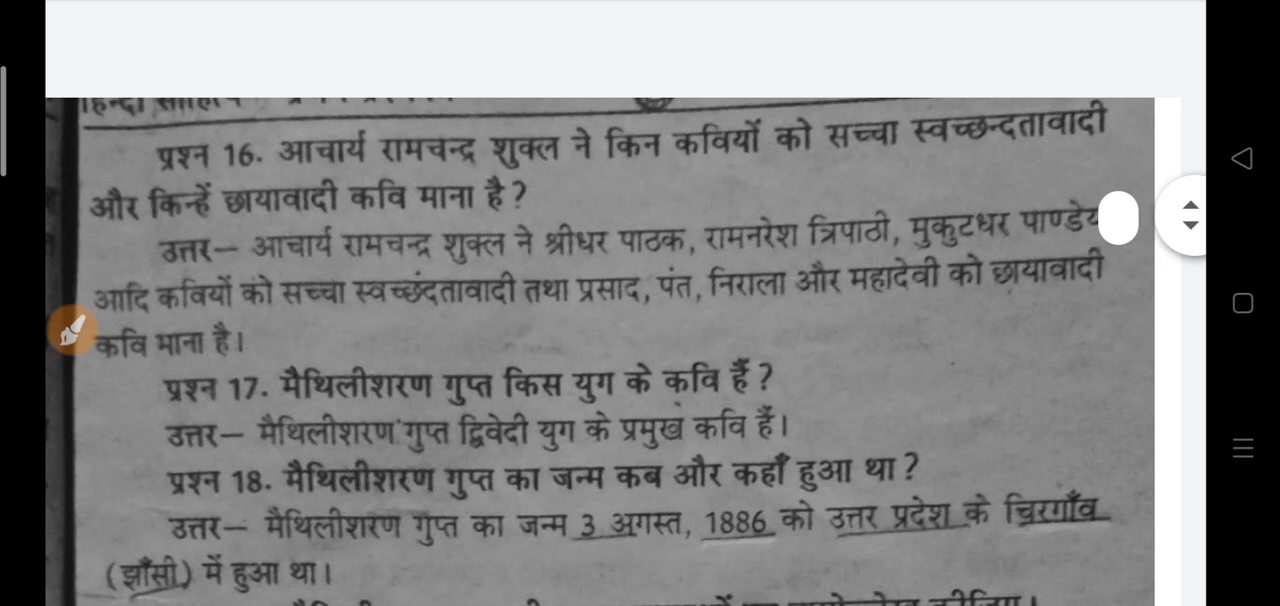 प्रश्न 16. आचार्य रामचन्द्र शुक्ल ने किन कवियों को सच्चा स्वच्छन्दतावादी
और किन्हें छायावादी कवि माना है?
उत्तर— आचार्य रामचन्द्र शुक्ल ने श्रीधर पाठक, रामनरेश त्रिपाठी, मुकुटधर पाण्डेय
आदि कवियों को सच्चा स्वच्छंदतावादी तथा प्रसाद, पंत, निराला और महादेवी को छायावादी
कवि माना है।
प्रश्न 17. मैथिलीशरण गुप्त किस युग के कवि हैं?
उत्तर— मैथिलीशरण गुप्त द्विवेदी युग के प्रमुख कवि हैं।
प्रश्न 18. मैथिलीशरण गुप्त का जन्म कब और कहाँ हुआ था?
उत्तर— मैथिलीशरण गुप्त का जन्म 3 अगस्त, 1886 को उत्तर प्रदेश के चिरगाँव
(झाँसी) में हुआ था।